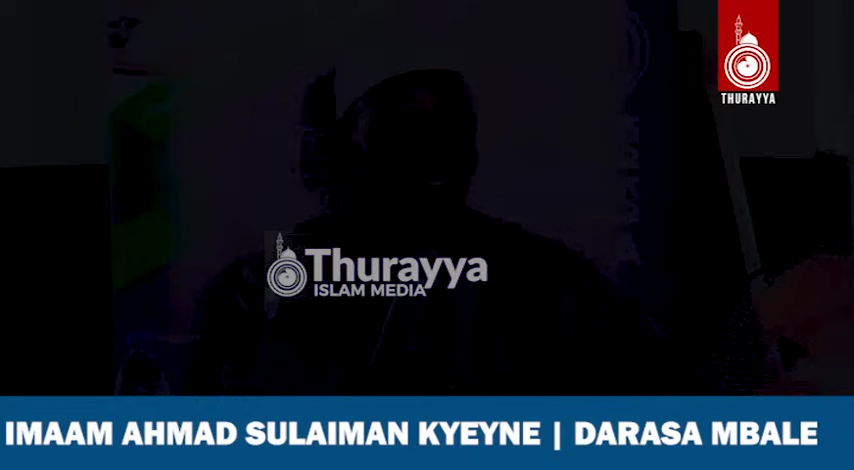 THURAYYA
Thurayya
ISLAM MEDIA
IMAAM AHMAD SULAIMAN KYEYNE | DARASA MBALE